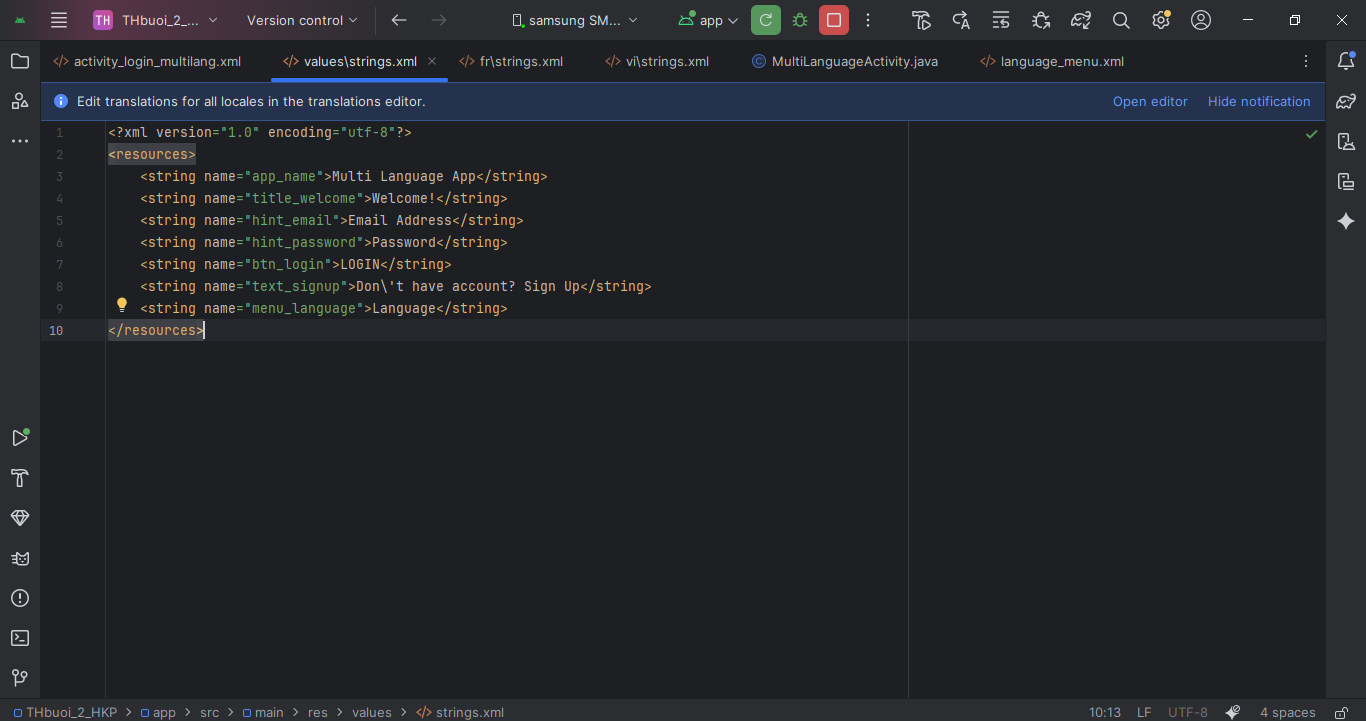 TH THbuoi_2_... Version control samsung SM... app
activity_login_multilang.xml values\strings.xml fr\strings.xml vi\strings.xml MultiLanguageActivity.java language_menu.xml
Edit translations for all locales in the translations editor. Open editor Hide notification
1 <?xml version="1.0" encoding="utf-8"?>
2 <resources>
3 <string name="app_name">Multi Language App</string>
4 <string name="title_welcome">Welcome!</string>
5 <string name="hint_email">Email Address</string>
6 <string name="hint_password">Password</string>
7 <string name="btn_login">LOGIN</string>
8 <string name="text_signup">Don\'t have account? Sign Up</string>
9 <string name="menu_language">Language</string>
10 </resources>
THbuoi_2_HKP > app > src > main > res > values > </> strings.xml 10:13 LF UTF-8 4 spaces